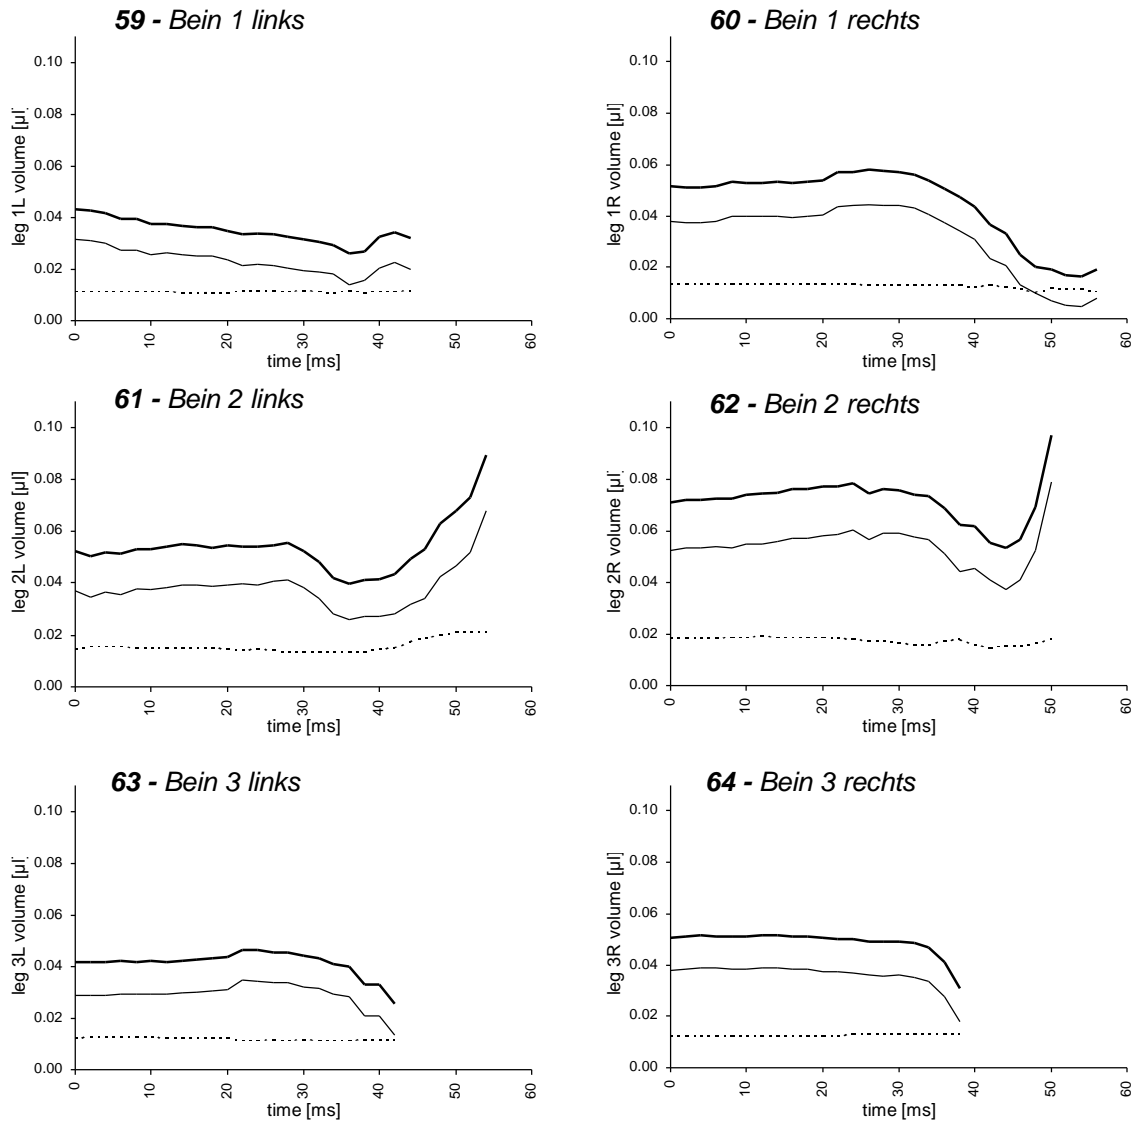 59 - Bein 1 links
leg 1L volume [µl]
0.10
0.08
0.06
0.04
0.02
0.00
0 10 20 30 40 50 60
time [ms]
60 - Bein 1 rechts
leg 1R volume [µl]
0.10
0.08
0.06
0.04
0.02
0.00
0 10 20 30 40 50 60
time [ms]
61 - Bein 2 links
leg 2L volume [µl]
0.10
0.08
0.06
0.04
0.02
0.00
0 10 20 30 40 50 60
time [ms]
62 - Bein 2 rechts
leg 2R volume [µl]
0.10
0.08
0.06
0.04
0.02
0.00
0 10 20 30 40 50 60
time [ms]
63 - Bein 3 links
leg 3L volume [µl]
0.10
0.08
0.06
0.04
0.02
0.00
0 10 20 30 40 50 60
time [ms]
64 - Bein 3 rechts
leg 3R volume [µl]
0.10
0.08
0.06
0.04
0.02
0.00
0 10 20 30 40 50 60
time [ms]